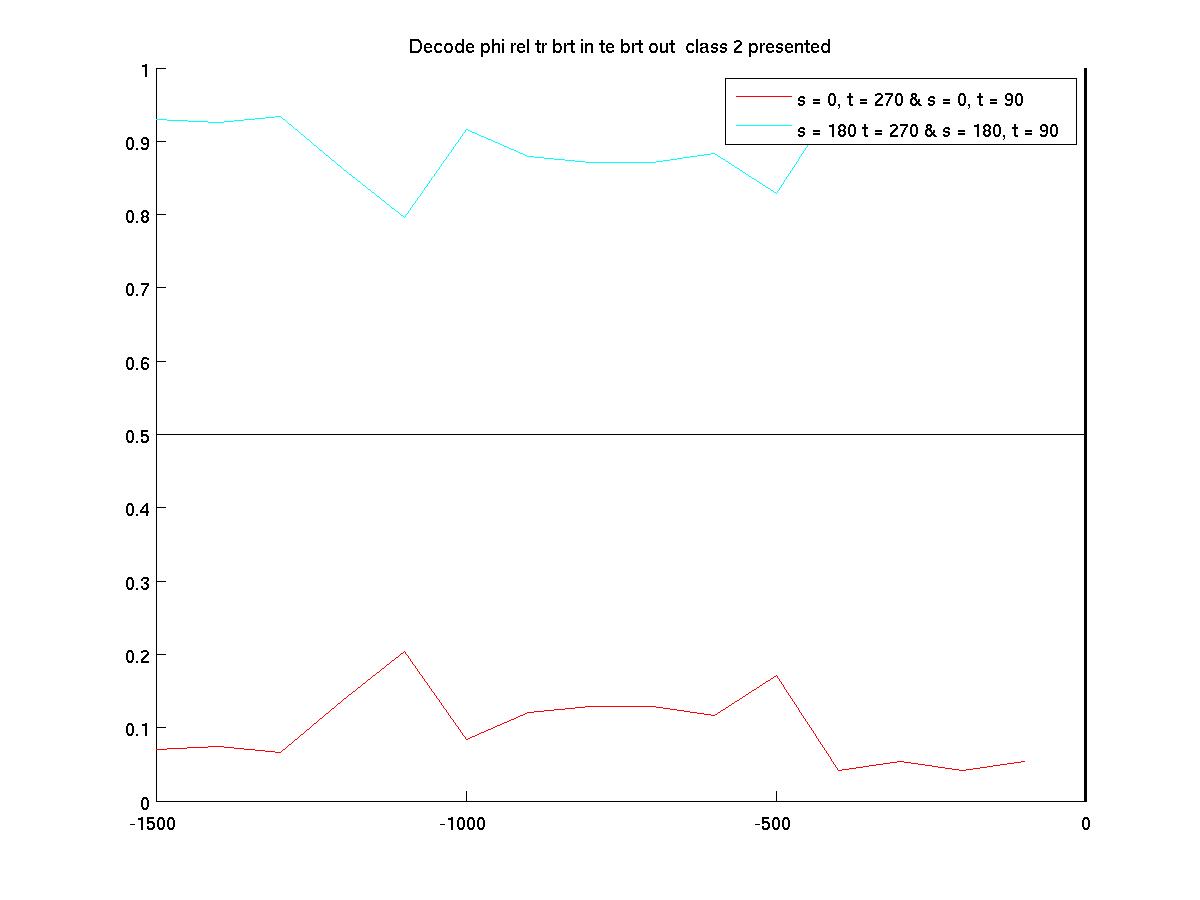 Decode phi rel tr brt in te brt out  class 2 presented
s = 0, t = 270 & s = 0, t = 90
s = 180 t = 270 & s = 180, t = 90
1
0.9
0.8
0.7
0.6
0.5
0.4
0.3
0.2
0.1
0
-1500 -1000 -500 0